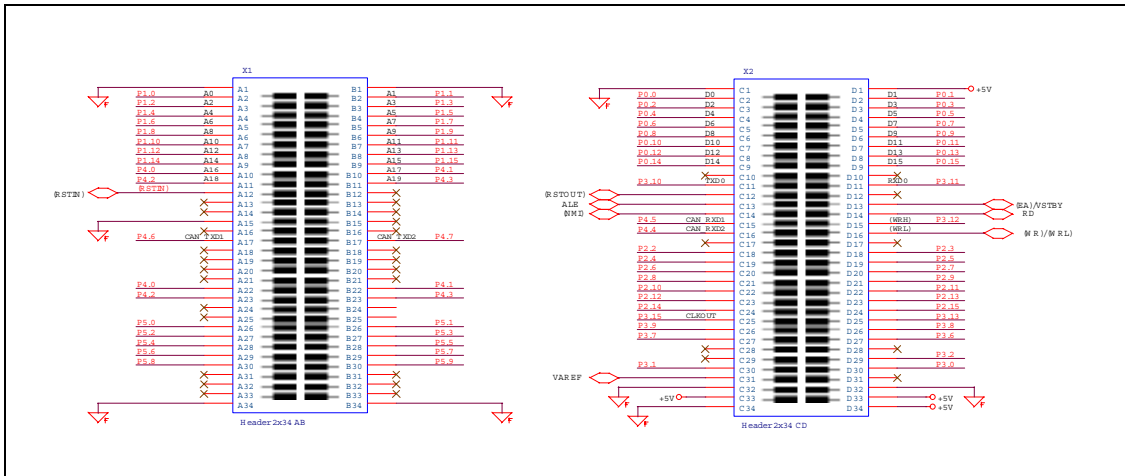 X1
F A1 B1 F
P1.0 A0 A2 B2 A1 P1.1
P1.2 A2 A3 B3 A3 P1.3
P1.4 A4 A4 B4 A5 P1.5
P1.6 A6 A5 B5 A7 P1.7
P1.8 A8 A6 B6 A9 P1.9
P1.10 A10 A7 B7 A11 P1.11
P1.12 A12 A8 B8 A13 P1.13
P1.14 A14 A9 B9 A15 P1.15
P4.0 A16 A10 B10 A17 P4.1
P4.2 A18 A11 B11 A19 P4.3
(RSTIN) (RSTIN) A12 B12
A13 B13
A14 B14
F A15 B15
A16 B16
P4.6 CAN_TXD1 A17 B17 CAN_TXD2 P4.7
A18 B18
A19 B19
A20 B20
A21 B21
P4.0 A22 B22 P4.1
P4.2 A23 B23 P4.3
A24 B24
A25 B25
P5.0 A26 B26 P5.1
P5.2 A27 B27 P5.3
P5.4 A28 B28 P5.5
P5.6 A29 B29 P5.7
P5.8 A30 B30 P5.9
A31 B31
A32 B32
A33 B33
F A34 B34 F
Header 2x34 AB
X2
F C1 D1 +5V
P0.0 D0 C2 D2 D1 P0.1
P0.2 D2 C3 D3 D3 P0.3
P0.4 D4 C4 D4 D5 P0.5
P0.6 D6 C5 D5 D7 P0.7
P0.8 D8 C6 D6 D9 P0.9
P0.10 D10 C7 D7 D11 P0.11
P0.12 D12 C8 D8 D13 P0.13
P0.14 D14 C9 D9 D15 P0.15
C10 D10
P3.10 TXD0 C11 D11 RXD0 P3.11
(RSTOUT) C12 D12
ALE C13 D13 (EA)/VSTBY
(NMI) C14 D14 RD
P4.5 CAN_RXD1 C15 D15 (WRH) P3.12
P4.4 CAN_RXD2 C16 D16 (WRL) (WR)/(WRL)
C17 D17
P2.2 C18 D18 P2.3
P2.4 C19 D19 P2.5
P2.6 C20 D20 P2.7
P2.8 C21 D21 P2.9
P2.10 C22 D22 P2.11
P2.12 C23 D23 P2.13
P2.14 C24 D24 P2.15
P3.15 CLKOUT C25 D25 P3.13
P3.9 C26 D26 P3.8
P3.7 C27 D27 P3.6
C28 D28
C29 D29 P3.2
P3.1 C30 D30 P3.0
VAREF C31 D31
F C32 D32 F
+5V C33 D33 +5V
F C34 D34 +5V
Header 2x34 CD